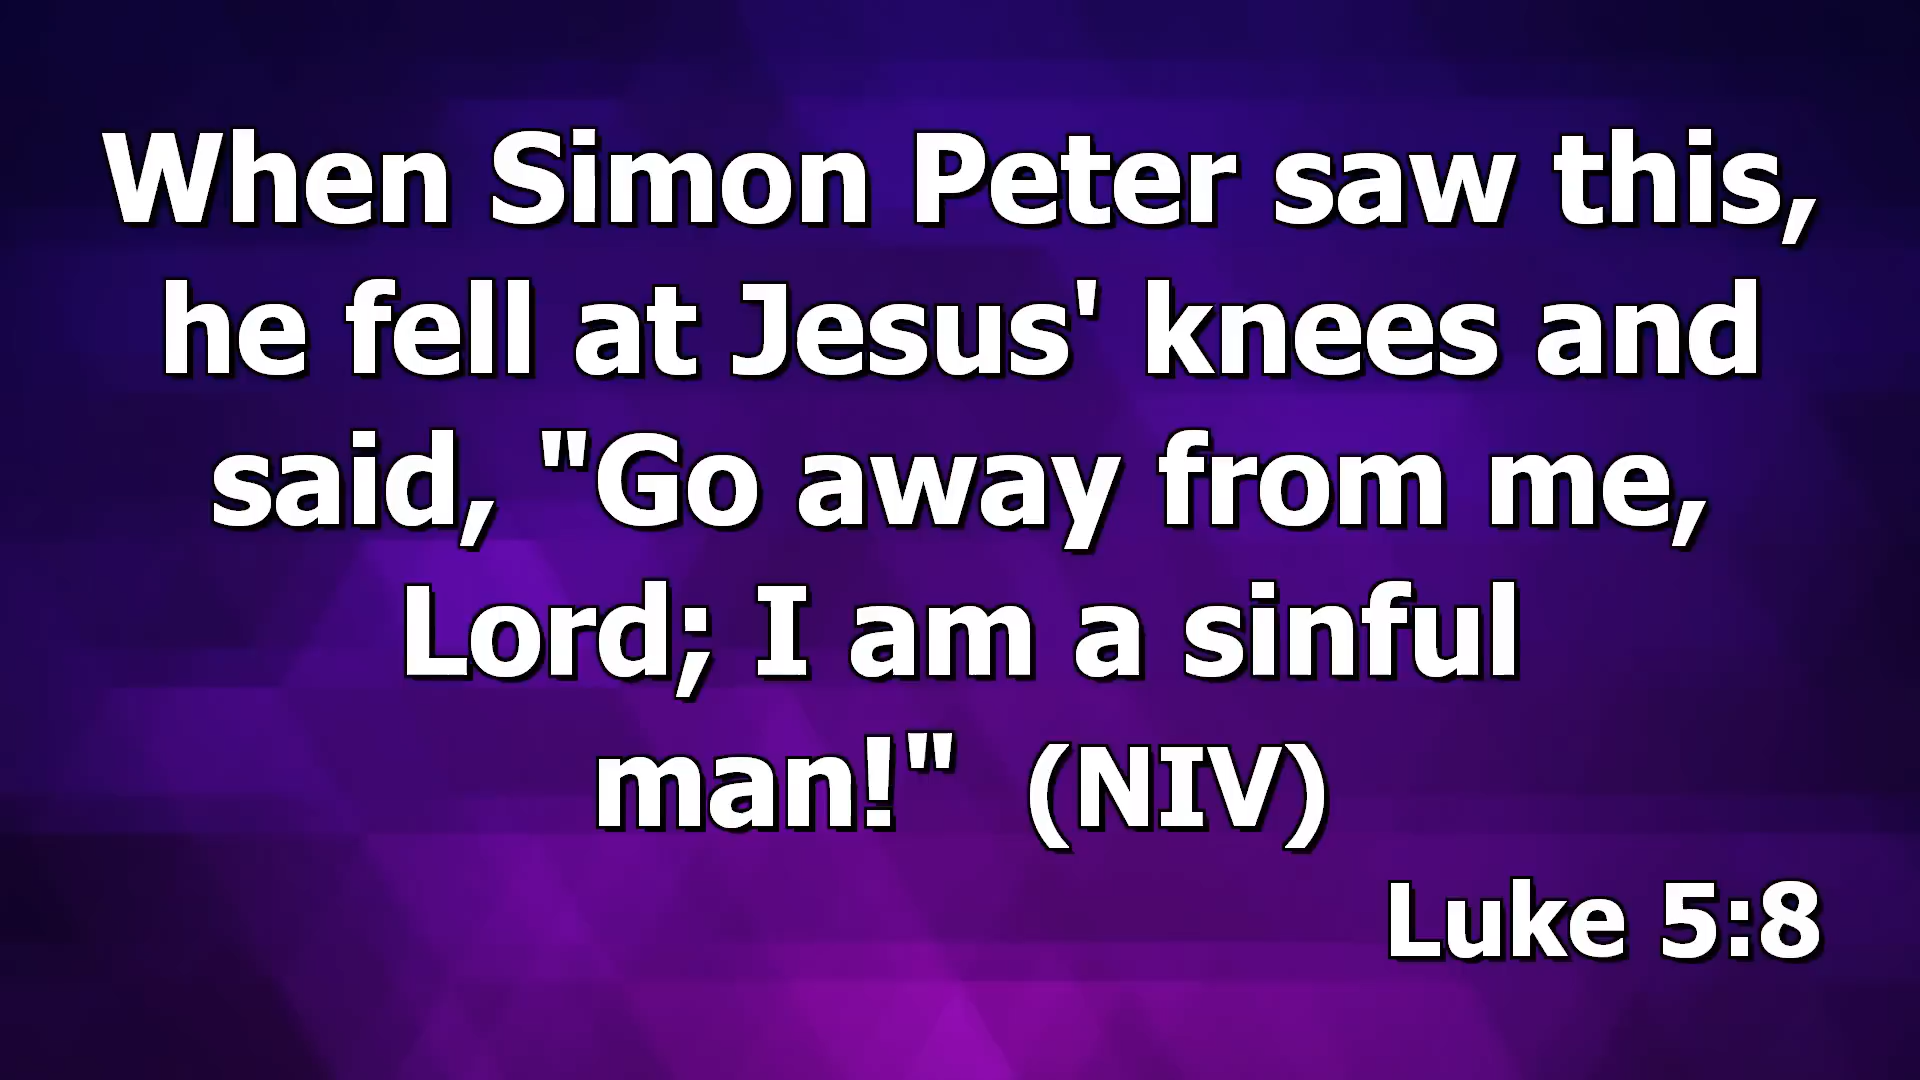 When Simon Peter saw this,
he fell at Jesus' knees and
said, "Go away from me,
Lord; I am a sinful
man!" (NIV)
Luke 5:8